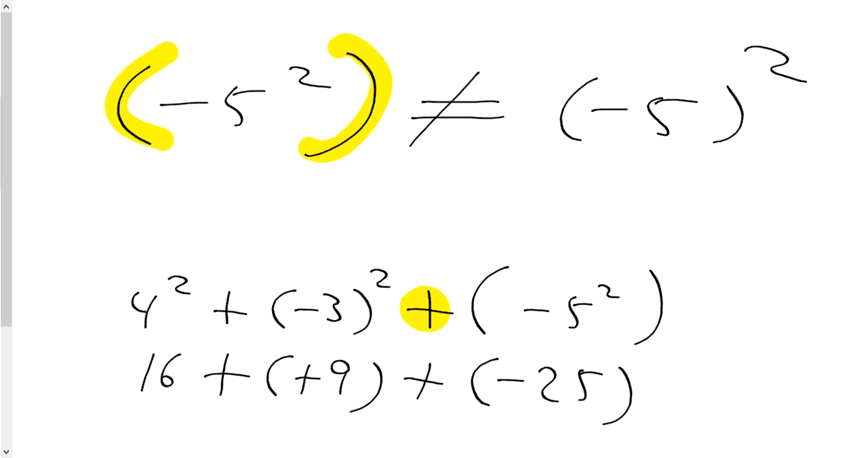 (-5²) ≠ (-5)²
4² + (-3)² + (-5²)
16 + (+9) + (-25)